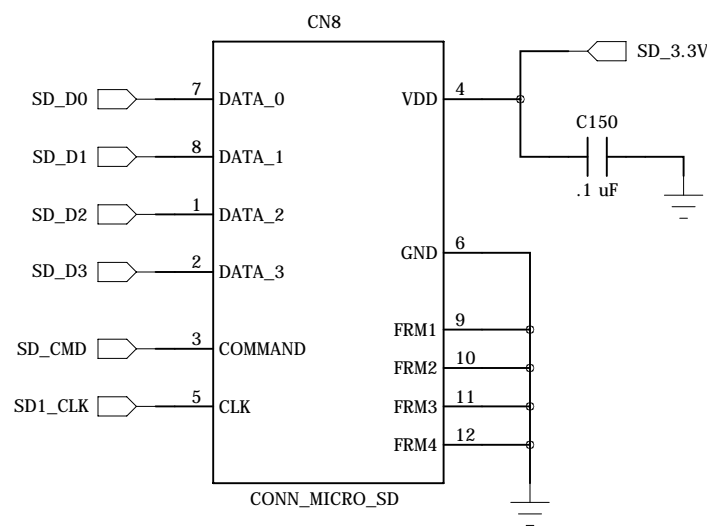 CN8
SD_D0 7 DATA_0 VDD 4 SD_3.3V
C150
.1 uF
SD_D1 8 DATA_1
SD_D2 1 DATA_2
SD_D3 2 DATA_3
GND 6
SD_CMD 3 COMMAND
FRM1 9
FRM2 10
SD1_CLK 5 CLK
FRM3 11
FRM4 12
CONN_MICRO_SD